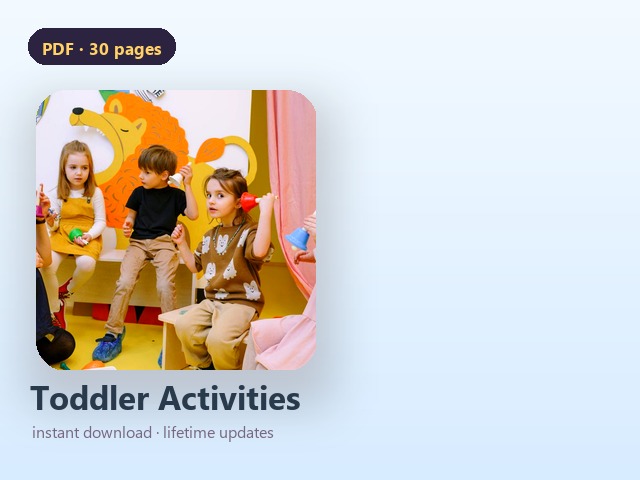 PDF · 30 pages
Toddler Activities
instant download · lifetime updates